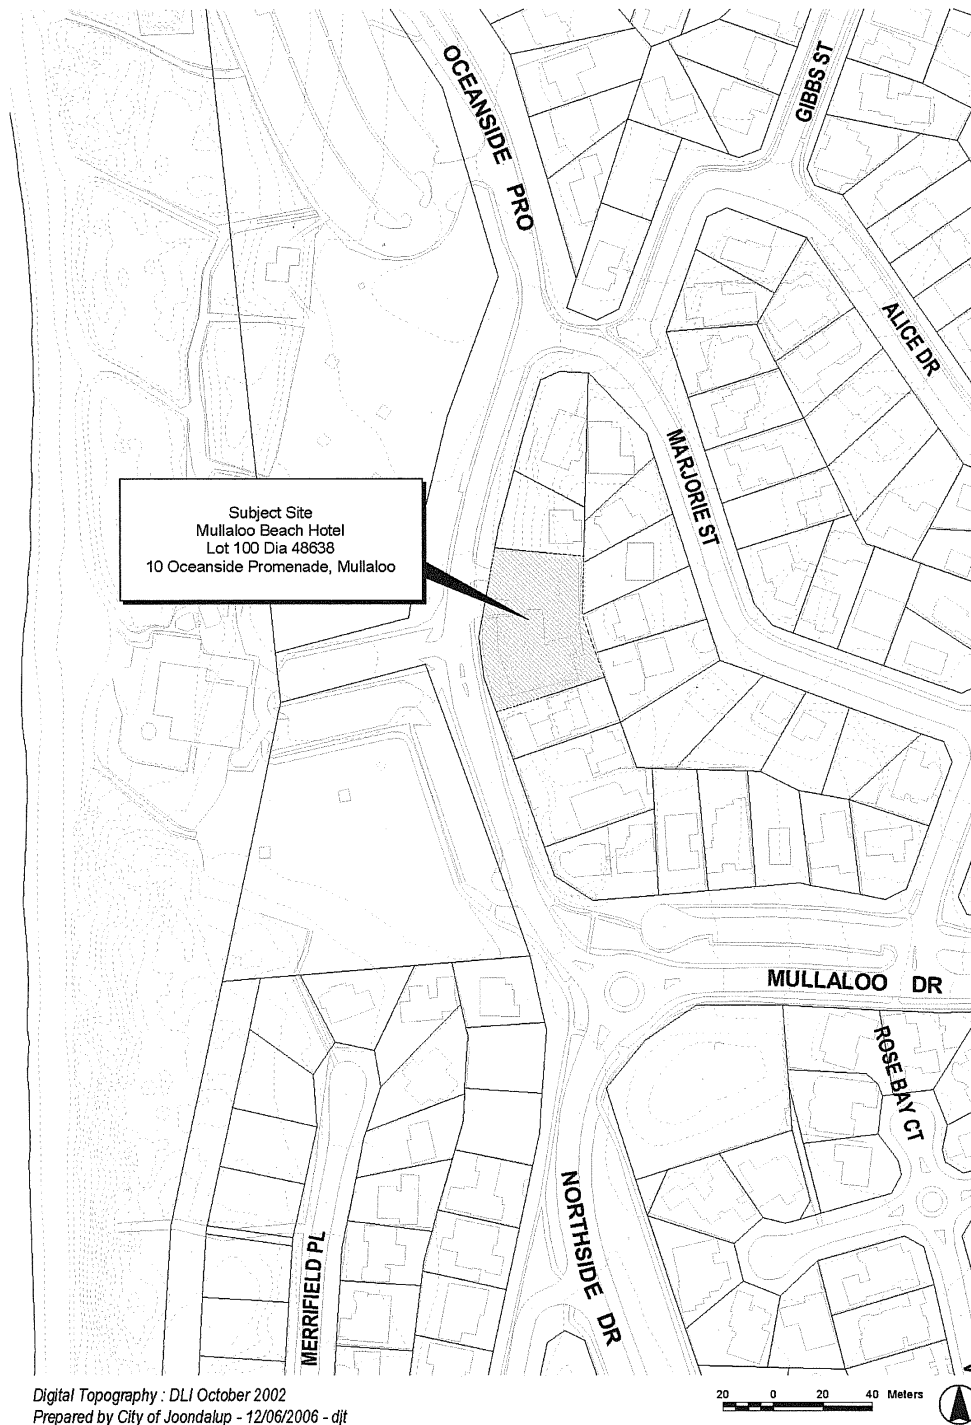 OCEANSIDE PRO
GIBBS ST
ALICE DR
MARJORIE ST
Subject Site
Mullaloo Beach Hotel
Lot 100 Dia 48638
10 Oceanside Promenade, Mullaloo
MULLALOO DR
ROSE BAY CT
NORTHSIDE DR
MERRIFIELD PL
Digital Topography : DLI October 2002
Prepared by City of Joondalup - 12/06/2006 - djt
20 0 20 40 Meters